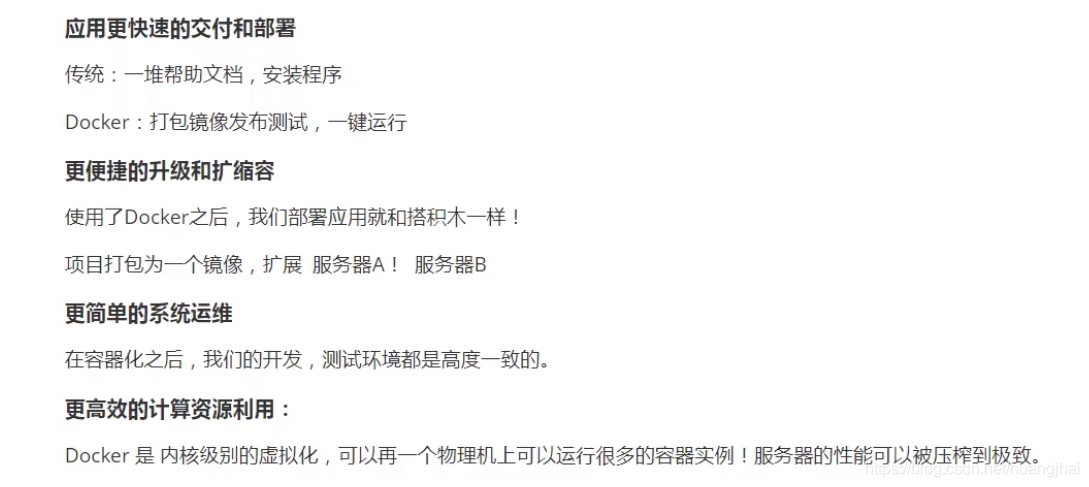 应用更快速的交付和部署
传统：一堆帮助文档，安装程序
Docker：打包镜像发布测试，一键运行
更便捷的升级和扩缩容
使用了Docker之后，我们部署应用就和搭积木一样！
项目打包为一个镜像，扩展 服务器A！ 服务器B
更简单的系统运维
在容器化之后，我们的开发，测试环境都是高度一致的。
更高效的计算资源利用：
Docker 是 内核级别的虚拟化，可以再一个物理机上可以运行很多的容器实例！服务器的性能可以被压榨到极致。
https://blog.csdn.net/huangjhai